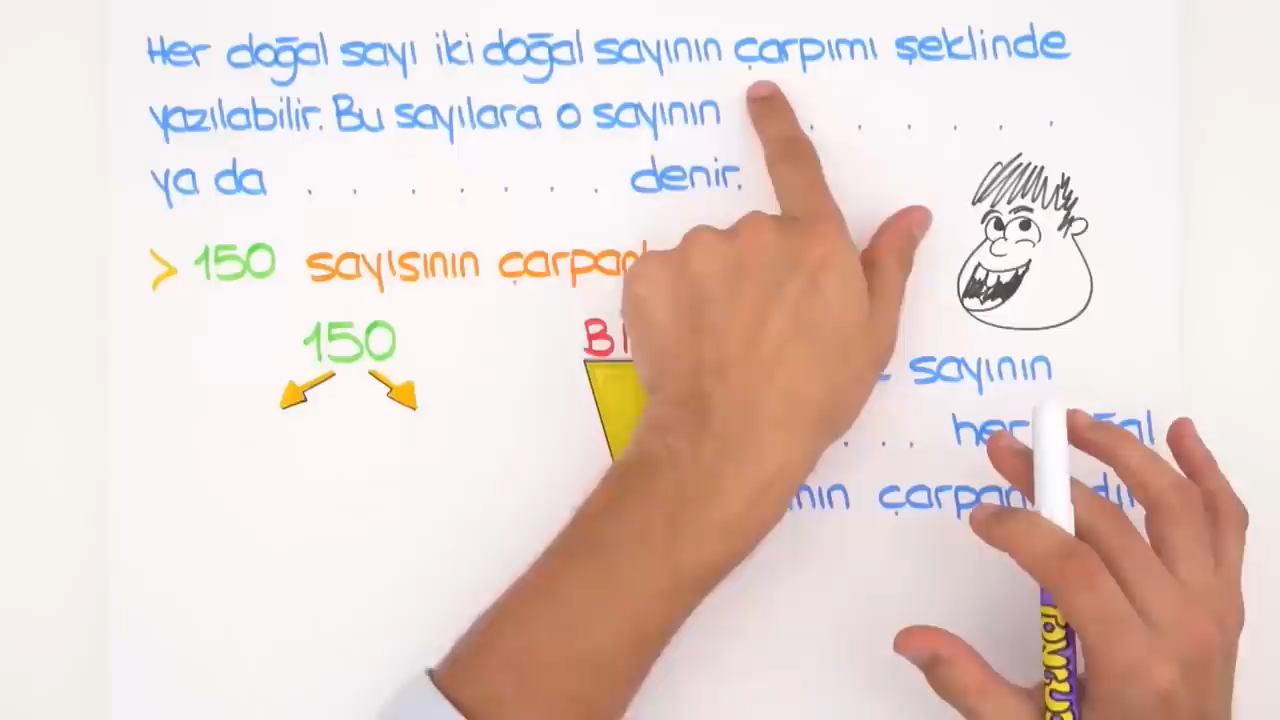 Her doğal sayı iki doğal sayının çarpımı şeklinde
yazılabilir. Bu sayılara o sayının . . . . . .
ya da . . . . . . . denir.
> 150 sayısının
150
sayının
. . . her